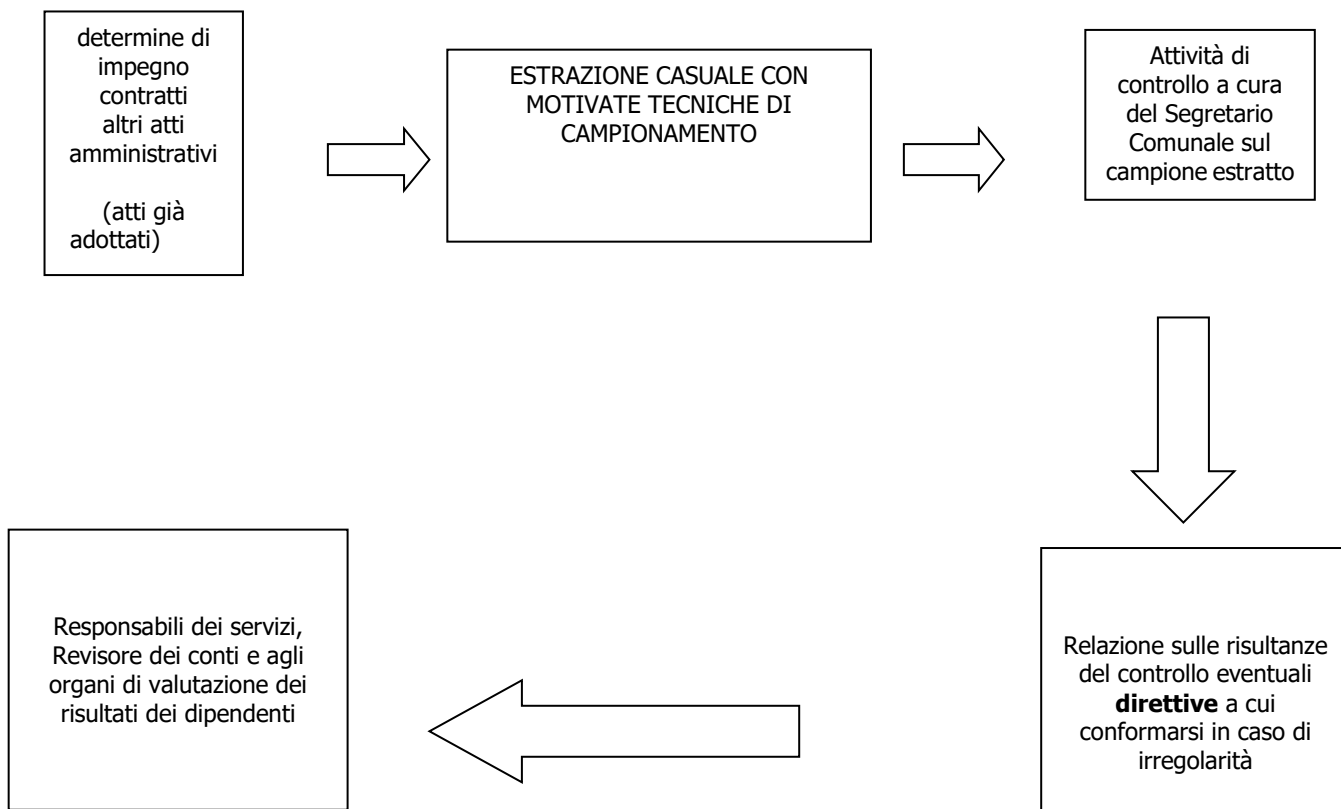 determine di
impegno
contratti
altri atti
amministrativi
(atti già
adottati)
ESTRAZIONE CASUALE CON
MOTIVATE TECNICHE DI
CAMPIONAMENTO
Attività di
controllo a cura
del Segretario
Comunale sul
campione estratto
Relazione sulle risultanze
del controllo eventuali
direttive a cui
conformarsi in caso di
irregolarità
Responsabili dei servizi,
Revisore dei conti e agli
organi di valutazione dei
risultati dei dipendenti